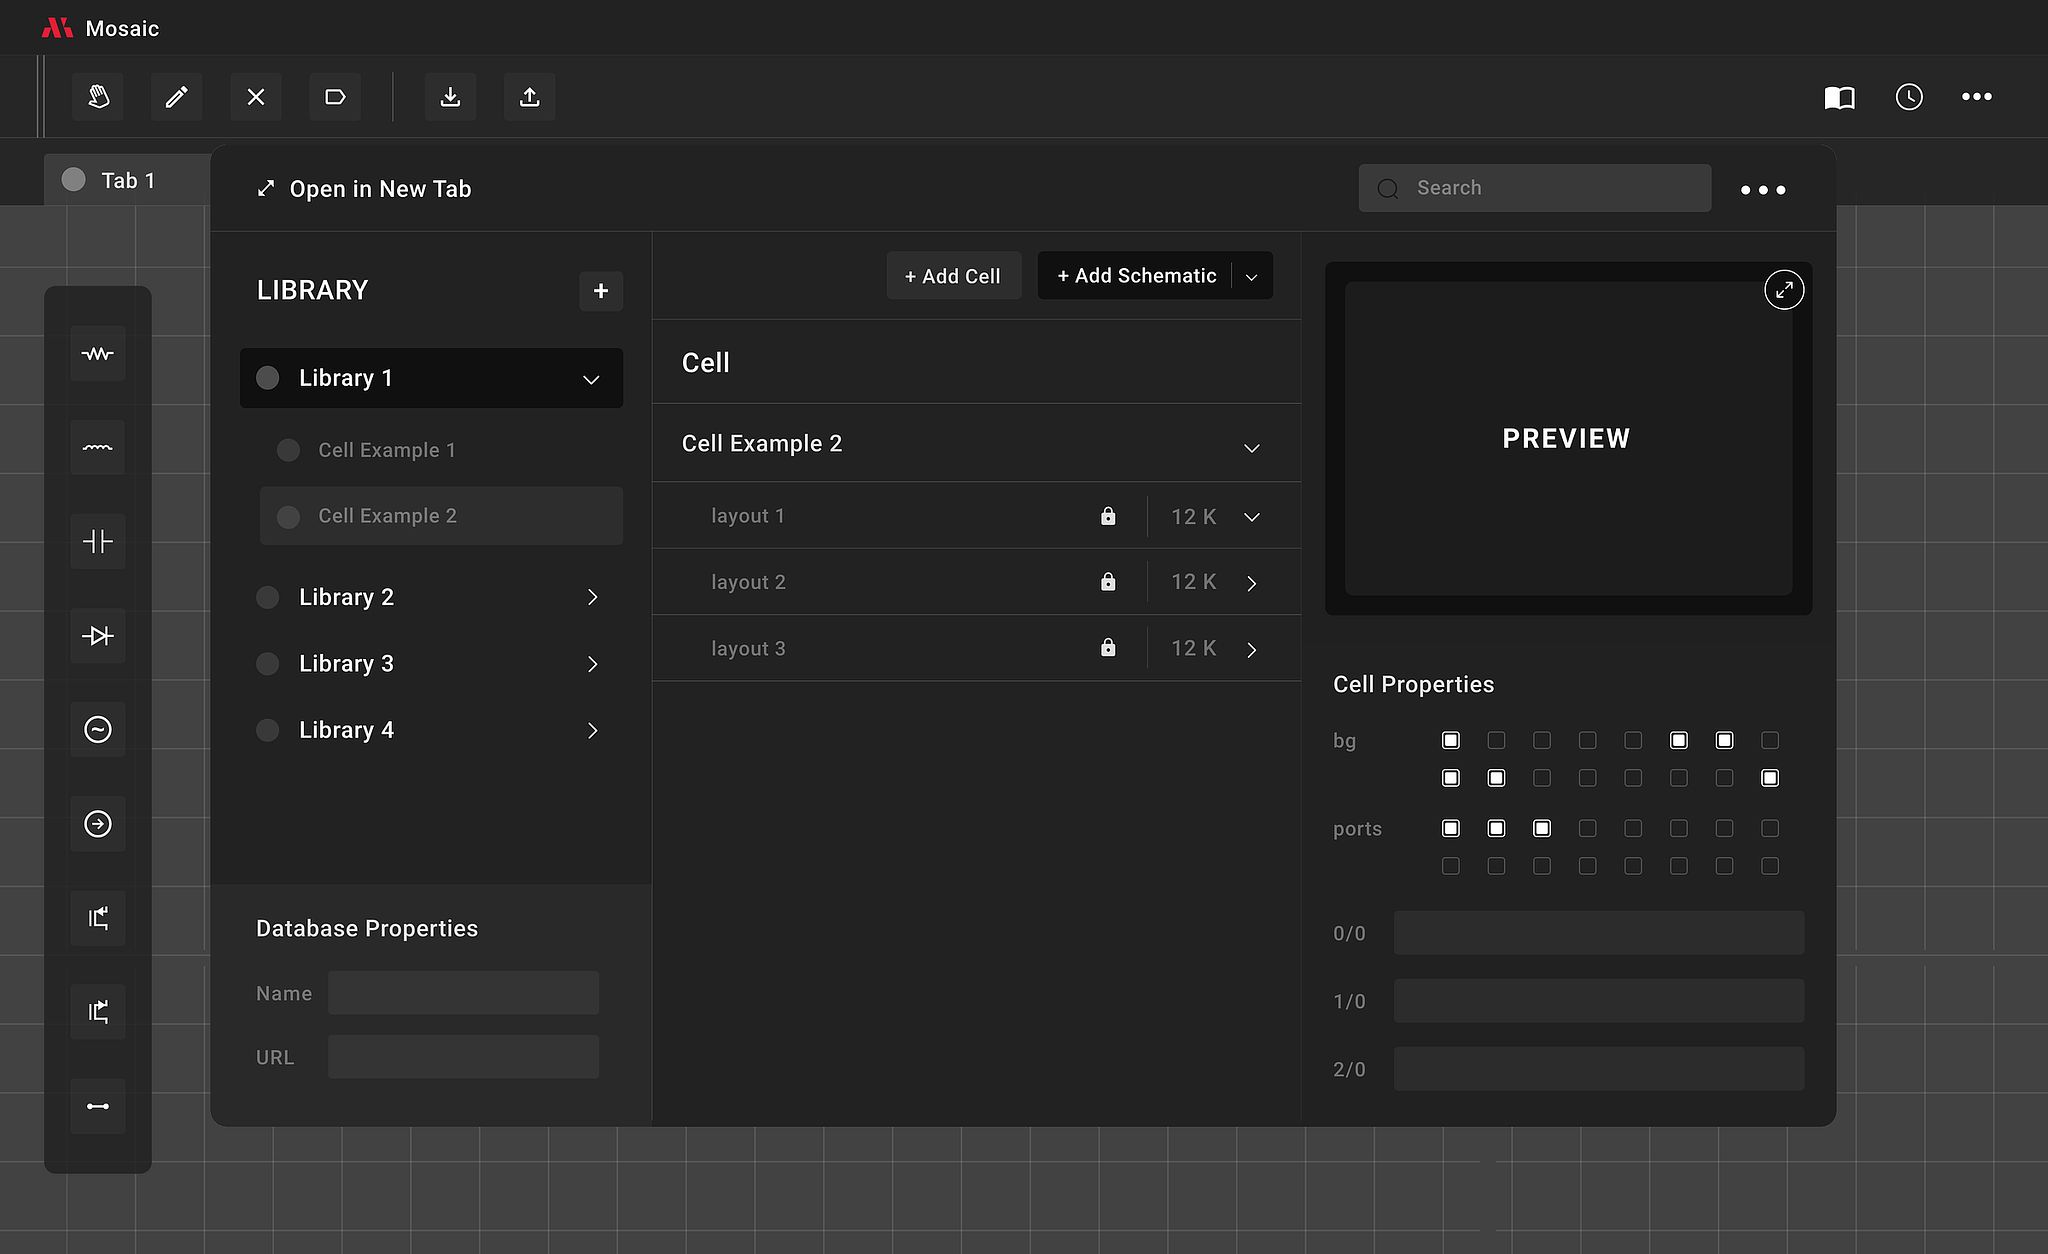 Mosaic
Tab 1
Open in New Tab
Search
LIBRARY
+
Library 1
Cell Example 1
Cell Example 2
Library 2
Library 3
Library 4
Database Properties
Name
URL
+ Add Cell
+ Add Schematic
Cell
Cell Example 2
layout 1 12 K
layout 2 12 K
layout 3 12 K
PREVIEW
Cell Properties
bg
ports
0/0
1/0
2/0